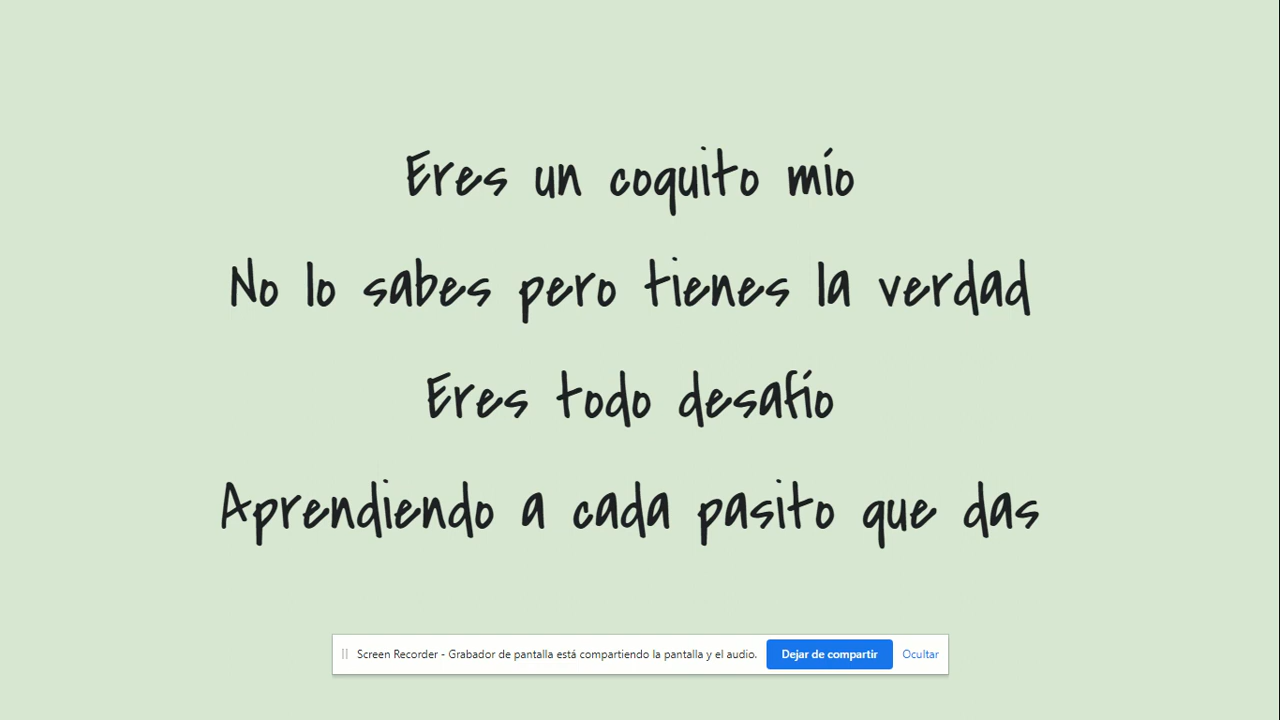 Eres un coquito mío
No lo sabes pero tienes la verdad
Eres todo desafío
Aprendiendo a cada pasito que das
Screen Recorder - Grabador de pantalla está compartiendo la pantalla y el audio. Dejar de compartir Ocultar